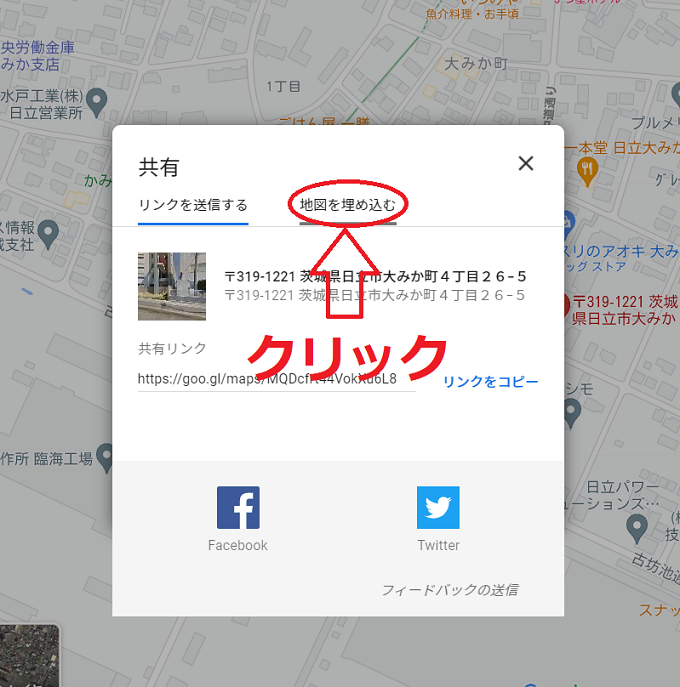 魚介料理・お手頃
央労働金庫
みか支店
大みか町
1丁目
水戸工業(株)
日立営業所
ごはん屋 一膳
ブルメリ
一本堂 日立大みか
共有
かみ
グレ
リンクを送信する
地図を埋め込む
ス情報
城支社
スリのアオキ 大み
ッグ ストア
〒319-1221 茨城県日立市大みか町4丁目26−5
〒319-1221 茨城県日立市大みか町4丁目26−5
〒319-1221 茨城
県日立市大みか
共有リンク
クリック
リンクをコピー
シモ
作所 臨海工場
日立パワー
ューションズ…
Facebook
Twitter
技
古坊池通
フィードバックの送信
スナッ